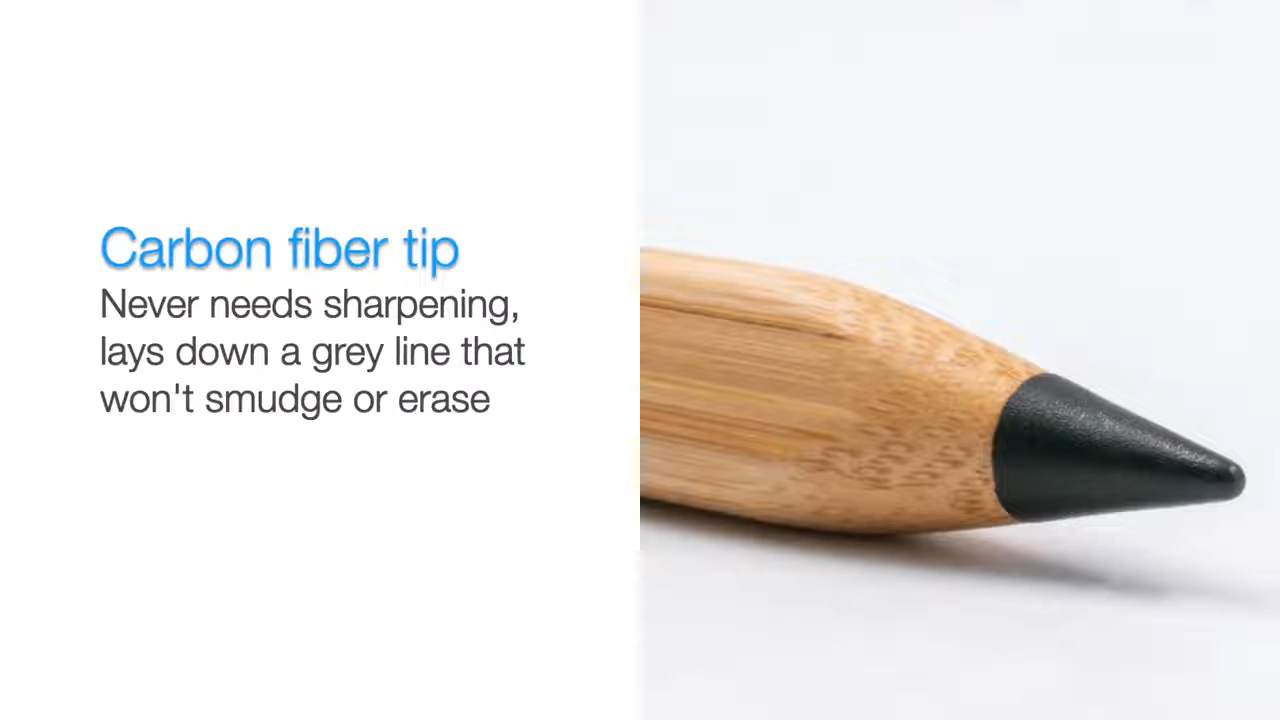 Carbon fiber tip
Never needs sharpening,
lays down a grey line that
won't smudge or erase